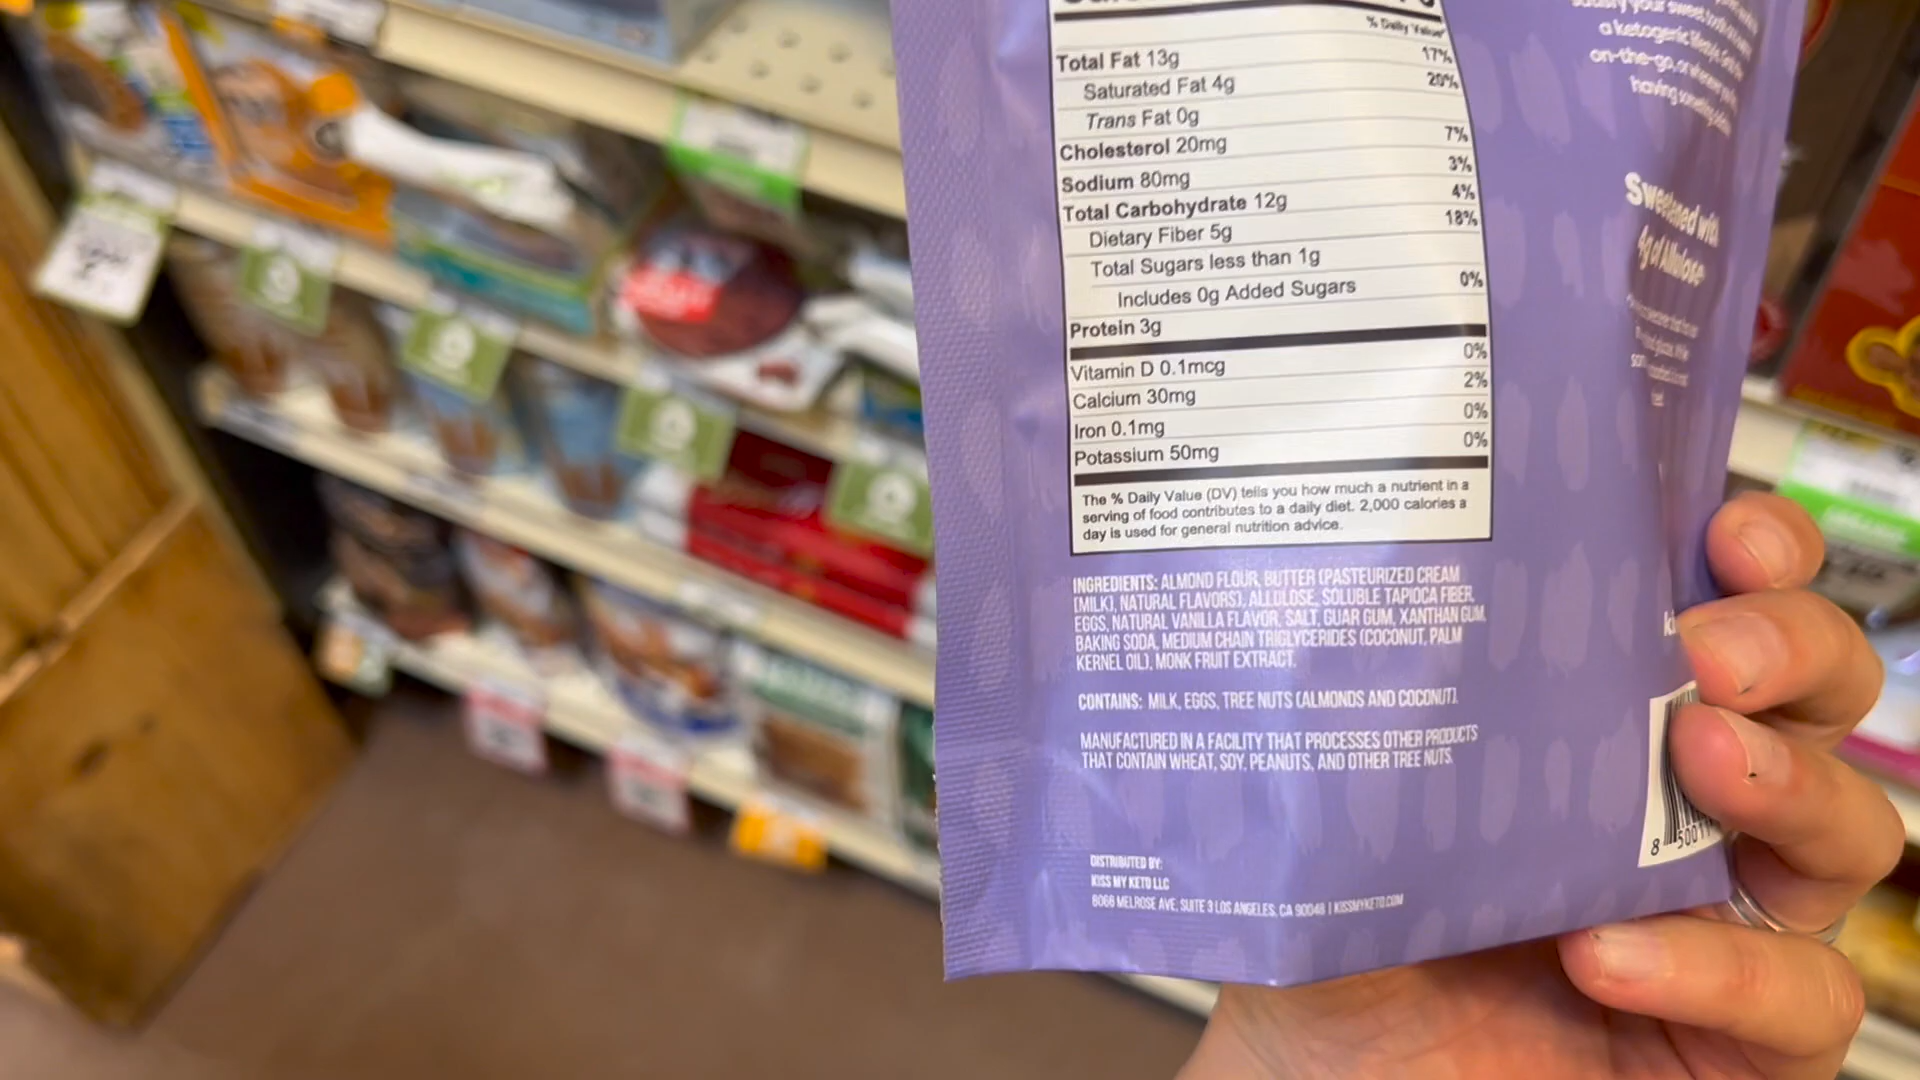 % Daily Value*
Total Fat 13g 17%
Saturated Fat 4g 20%
Trans Fat 0g
Cholesterol 20mg 7%
Sodium 80mg 3%
Total Carbohydrate 12g 4%
Dietary Fiber 5g 18%
Total Sugars less than 1g
Includes 0g Added Sugars 0%
Protein 3g
Vitamin D 0.1mcg 0%
Calcium 30mg 2%
Iron 0.1mg 0%
Potassium 50mg 0%
The % Daily Value (DV) tells you how much a nutrient in a
serving of food contributes to a daily diet. 2,000 calories a
day is used for general nutrition advice.
INGREDIENTS: ALMOND FLOUR, BUTTER (PASTEURIZED CREAM
(MILK), NATURAL FLAVORS), ALLULOSE, SOLUBLE TAPIOCA FIBER,
EGGS, NATURAL VANILLA FLAVOR, SALT, GUAR GUM, XANTHAN GUM,
BAKING SODA, MEDIUM CHAIN TRIGLYCERIDES (COCONUT, PALM
KERNEL OIL), MONK FRUIT EXTRACT.
CONTAINS: MILK, EGGS, TREE NUTS (ALMONDS AND COCONUT).
MANUFACTURED IN A FACILITY THAT PROCESSES OTHER PRODUCTS
THAT CONTAIN WHEAT, SOY, PEANUTS, AND OTHER TREE NUTS.
DISTRIBUTED BY:
KISS MY KETO LLC
8066 MELROSE AVE, SUITE 3 LOS ANGELES, CA 90046 | KISSMYKETO.COM
your sweet tooth
a ketogenic lifestyle
on-the-go, or
having
Sweetened with
4g of Allulose
8 50011